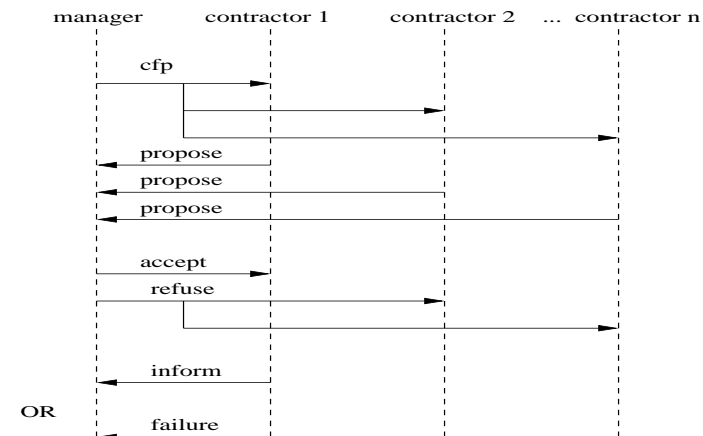 manager contractor 1 contractor 2 ... contractor n
cfp
propose
propose
propose
accept
refuse
inform
OR
failure